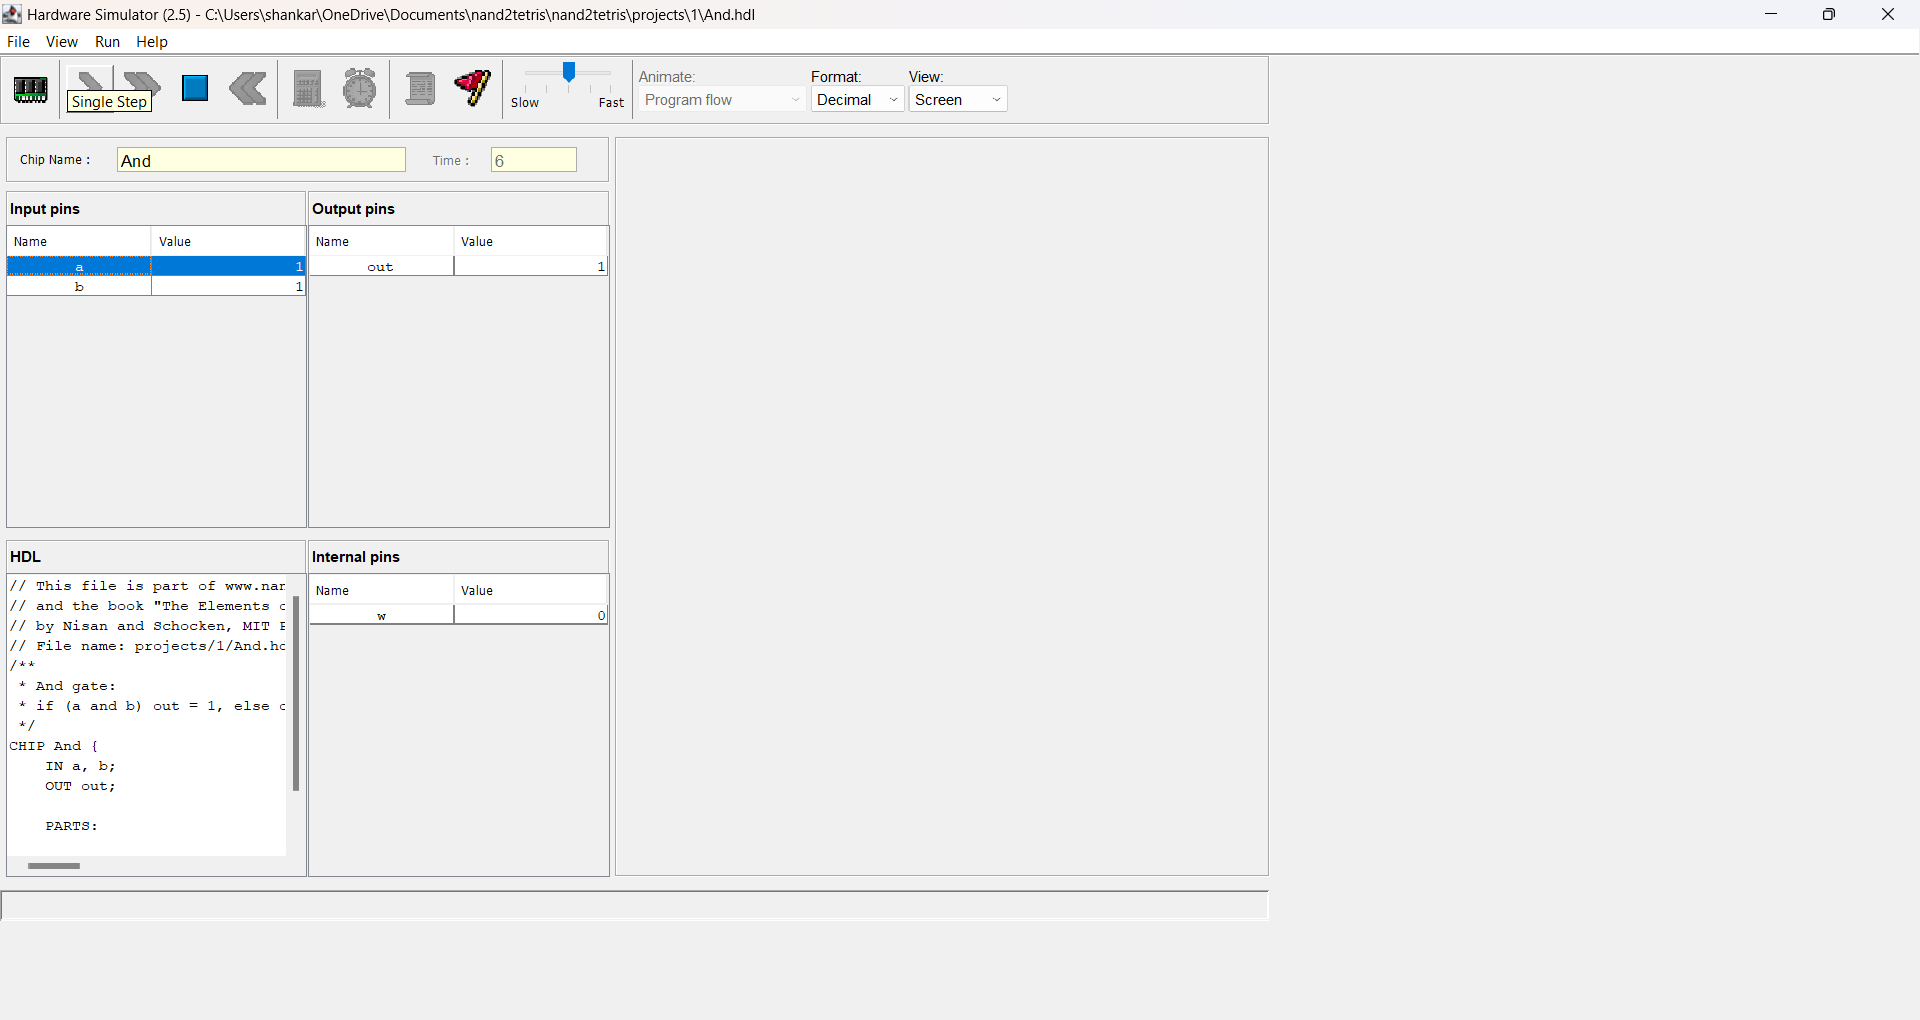 Hardware Simulator (2.5) - C:\Users\shankar\OneDrive\Documents\nand2tetris\nand2tetris\projects\1\And.hdl
File View Run Help
Single Step
Slow Fast
Animate: Format: View:
Program flow Decimal Screen
Chip Name : And Time : 6
Input pins Output pins
Name Value Name Value
a 1 out 1
b 1
HDL Internal pins
Name Value
w 0
// This file is part of www.nan
// and the book "The Elements
// by Nisan and Schocken, MIT
// File name: projects/1/And.hd
/**
* And gate:
* if (a and b) out = 1, else
*/
CHIP And {
IN a, b;
OUT out;
PARTS: